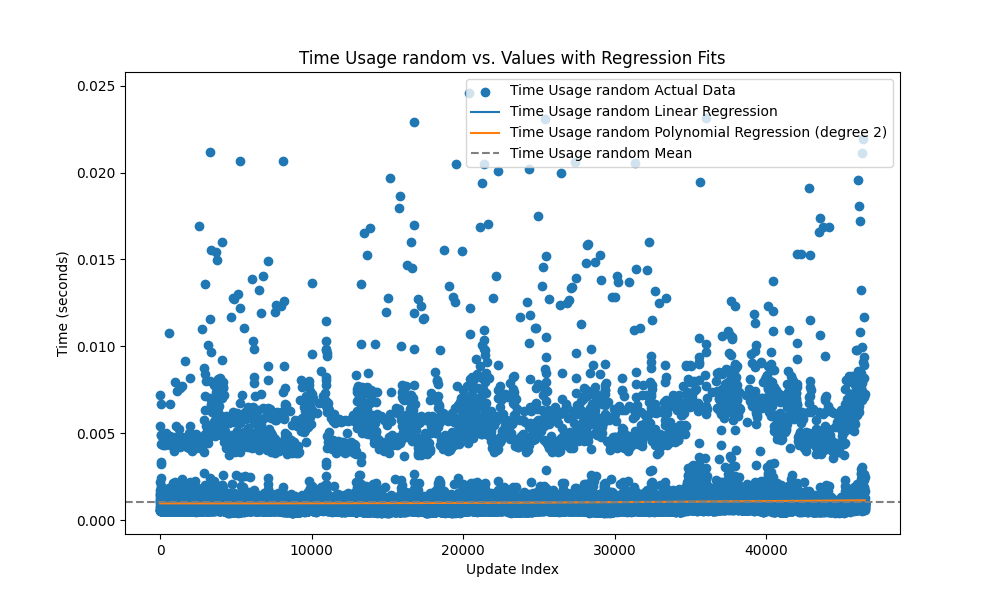 Time Usage random vs. Values with Regression Fits
Time Usage random Actual Data
Time Usage random Linear Regression
Time Usage random Polynomial Regression (degree 2)
Time Usage random Mean
Time (seconds)
0.025
0.020
0.015
0.010
0.005
0.000
0 10000 20000 30000 40000
Update Index